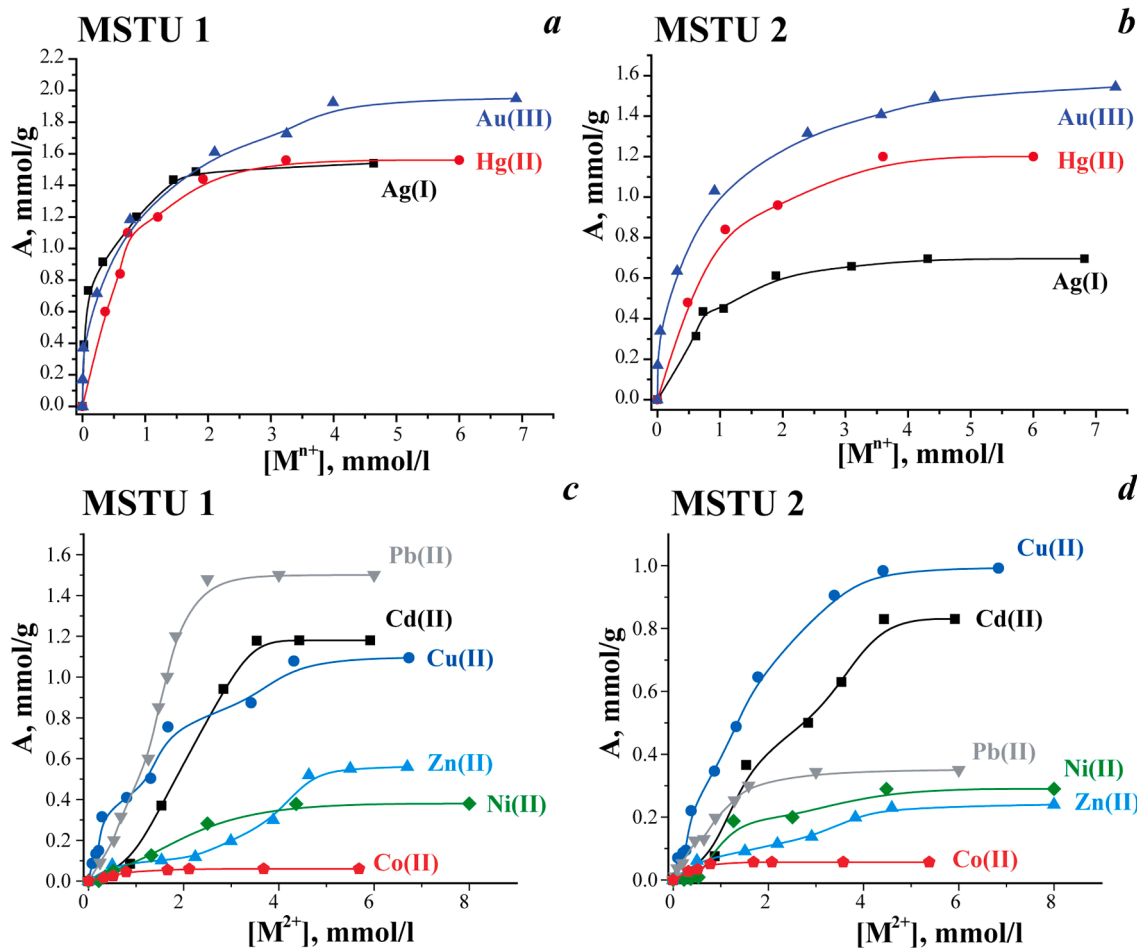 MSTU 1
a
A, mmol/g
2.2
2.0
1.8
1.6
1.4
1.2
1.0
0.8
0.6
0.4
0.2
0.0
Au(III)
Hg(II)
Ag(I)
0 1 2 3 4 5 6 7
[Mⁿ⁺], mmol/l
MSTU 2
b
A, mmol/g
1.6
1.4
1.2
1.0
0.8
0.6
0.4
0.2
0.0
Au(III)
Hg(II)
Ag(I)
0 1 2 3 4 5 6 7
[Mⁿ⁺], mmol/l
MSTU 1
c
A, mmol/g
1.6
1.4
1.2
1.0
0.8
0.6
0.4
0.2
0.0
Pb(II)
Cd(II)
Cu(II)
Zn(II)
Ni(II)
Co(II)
0 2 4 6 8
[M²⁺], mmol/l
MSTU 2
d
A, mmol/g
1.0
0.8
0.6
0.4
0.2
0.0
Cu(II)
Cd(II)
Pb(II)
Ni(II)
Zn(II)
Co(II)
0 2 4 6 8
[M²⁺], mmol/l